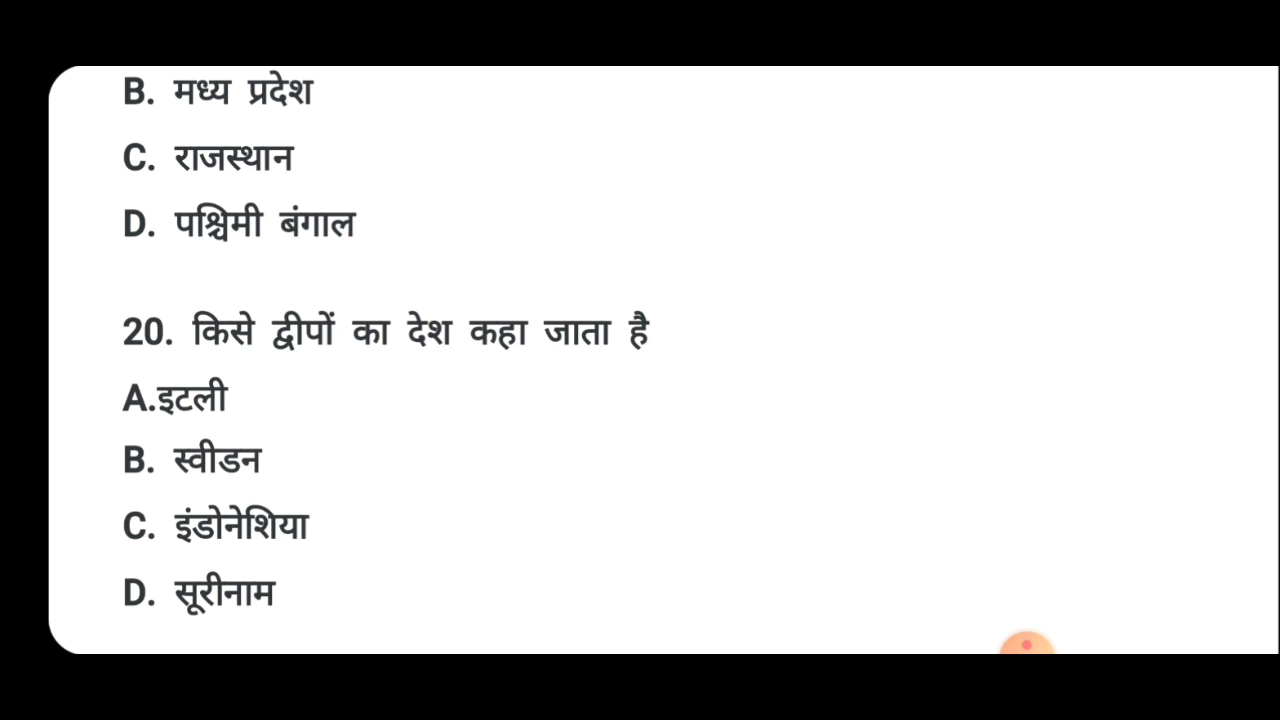 B. मध्य प्रदेश
C. राजस्थान
D. पश्चिमी बंगाल
20. किसे द्वीपों का देश कहा जाता है
A.इटली
B. स्वीडन
C. इंडोनेशिया
D. सूरीनाम